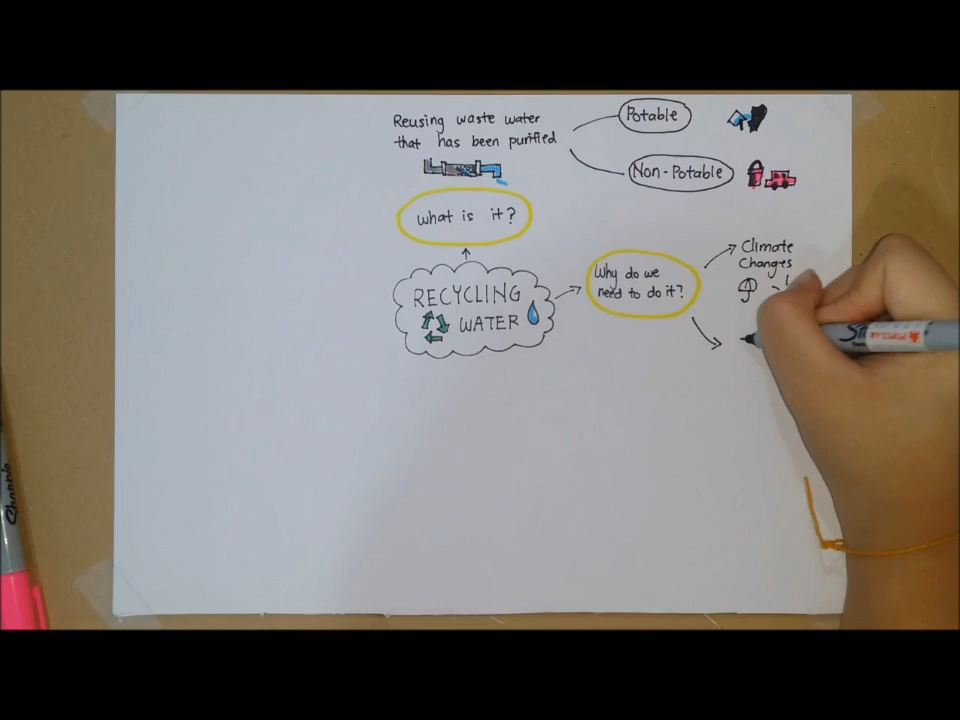 Reusing waste water
that has been purified
Potable
Non-Potable
What is it?
Why do we
need to do it?
Climate
Changes
RECYCLING
WATER
Sharpie